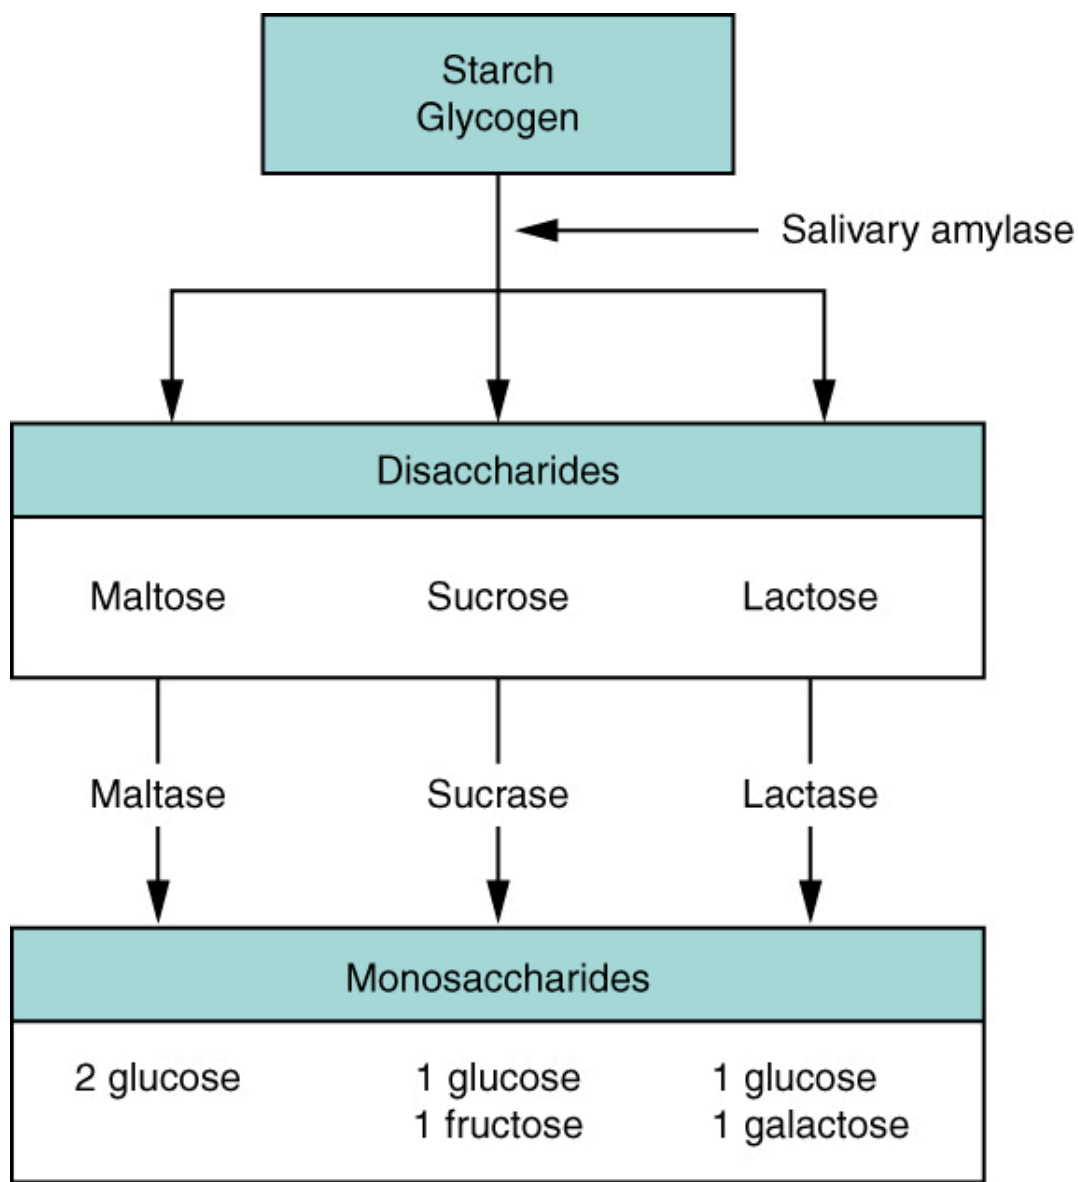 Starch
Glycogen
Salivary amylase
Disaccharides
Maltose Sucrose Lactose
Maltase Sucrase Lactase
Monosaccharides
2 glucose 1 glucose 1 glucose
1 fructose 1 galactose